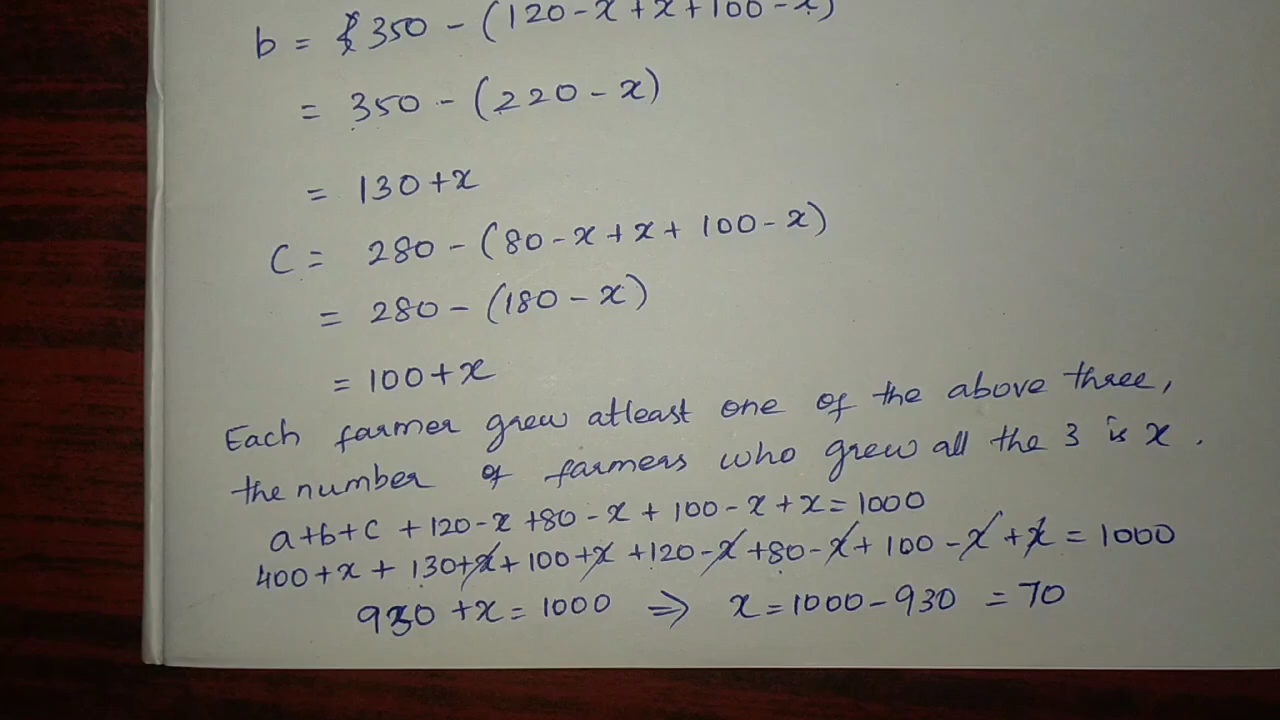 b = 350 - (120 - x + x + 100 - x)
= 350 - (220 - x)
= 130 + x
C = 280 - (80 - x + x + 100 - x)
= 280 - (180 - x)
= 100 + x
Each farmer grew atleast one of the above three,
the number of farmers who grew all the 3 is x .
a+b+c + 120 - x + 80 - x + 100 - x + x = 1000
400 + x + 130 + x + 100 + x + 120 - x + 80 - x + 100 - x + x = 1000
930 + x = 1000 ⇒ x = 1000 - 930 = 70